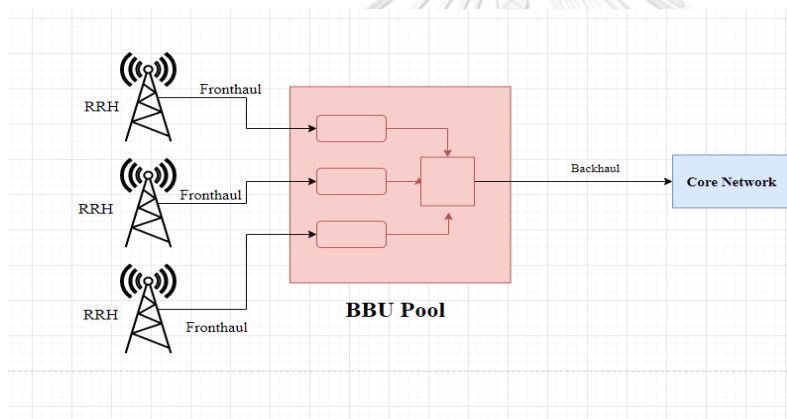 Fronthaul
RRH
Backhaul
Core Network
Fronthaul
RRH
BBU Pool
RRH
Fronthaul